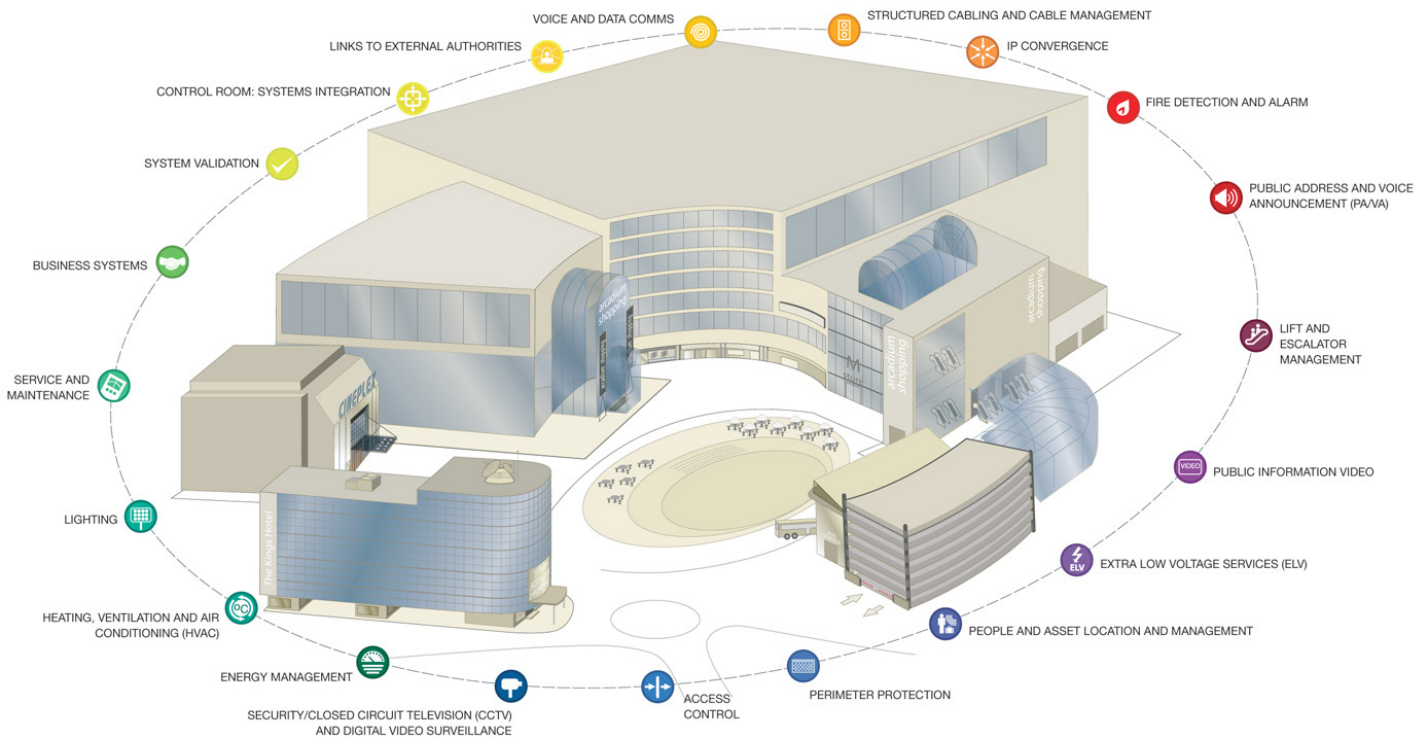 VOICE AND DATA COMMS
STRUCTURED CABLING AND CABLE MANAGEMENT
LINKS TO EXTERNAL AUTHORITIES
IP CONVERGENCE
CONTROL ROOM: SYSTEMS INTEGRATION
FIRE DETECTION AND ALARM
SYSTEM VALIDATION
PUBLIC ADDRESS AND VOICE
ANNOUNCEMENT (PA/VA)
BUSINESS SYSTEMS
arcadium
shopping
arcadium
shopping
LIFT AND
ESCALATOR
MANAGEMENT
M
store
arcadium
shopping
SERVICE AND
MAINTENANCE
CINEPLEX
VIDEO
PUBLIC INFORMATION VIDEO
LIGHTING
The Kings Hotel
ELV
EXTRA LOW VOLTAGE SERVICES (ELV)
°C
HEATING, VENTILATION AND AIR
CONDITIONING (HVAC)
PEOPLE AND ASSET LOCATION AND MANAGEMENT
ENERGY MANAGEMENT
PERIMETER PROTECTION
ACCESS
CONTROL
SECURITY/CLOSED CIRCUIT TELEVISION (CCTV)
AND DIGITAL VIDEO SURVEILLANCE